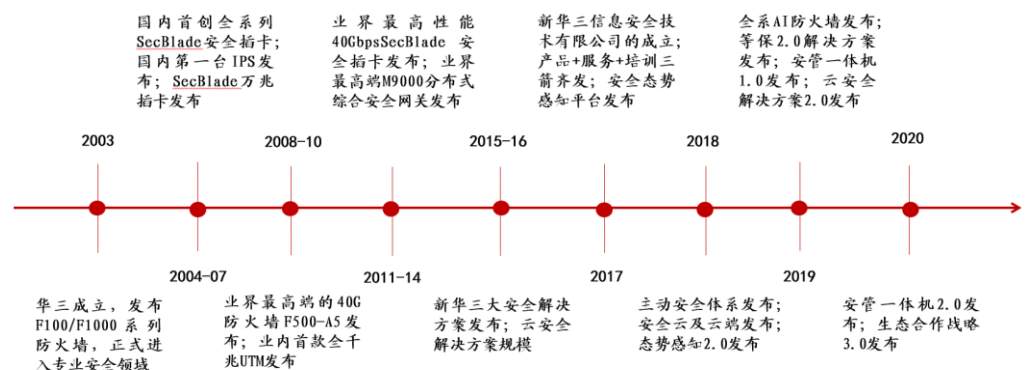 国内首创全系列
SecBlade安全插卡;
国内第一台IPS发
布; SecBlade万兆
插卡发布
业界最高性能
40GbpsSecBlade 安
全插卡发布; 业界
最高端M9000分布式
综合安全网关发布
新华三信息安全技
术有限公司的成立;
产品+服务+培训三
箭齐发; 安全态势
感知平台发布
全系AI防火墙发布;
等保2.0解决方案
发布; 安管一体机
1.0发布; 云安全
解决方案2.0发布
2003
2008-10
2015-16
2018
2020
2004-07
2011-14
2017
2019
华三成立, 发布
F100/F1000 系列
防火墙, 正式进
入专业安全领域
业界最高端的40G
防火墙F500-A5发
布; 业内首款全千
兆UTM发布
新华三大安全解决
方案发布; 云安全
解决方案规模
主动安全体系发布;
安全云及云端发布;
态势感知2.0发布
安管一体机2.0发
布; 生态合作战略
3.0发布